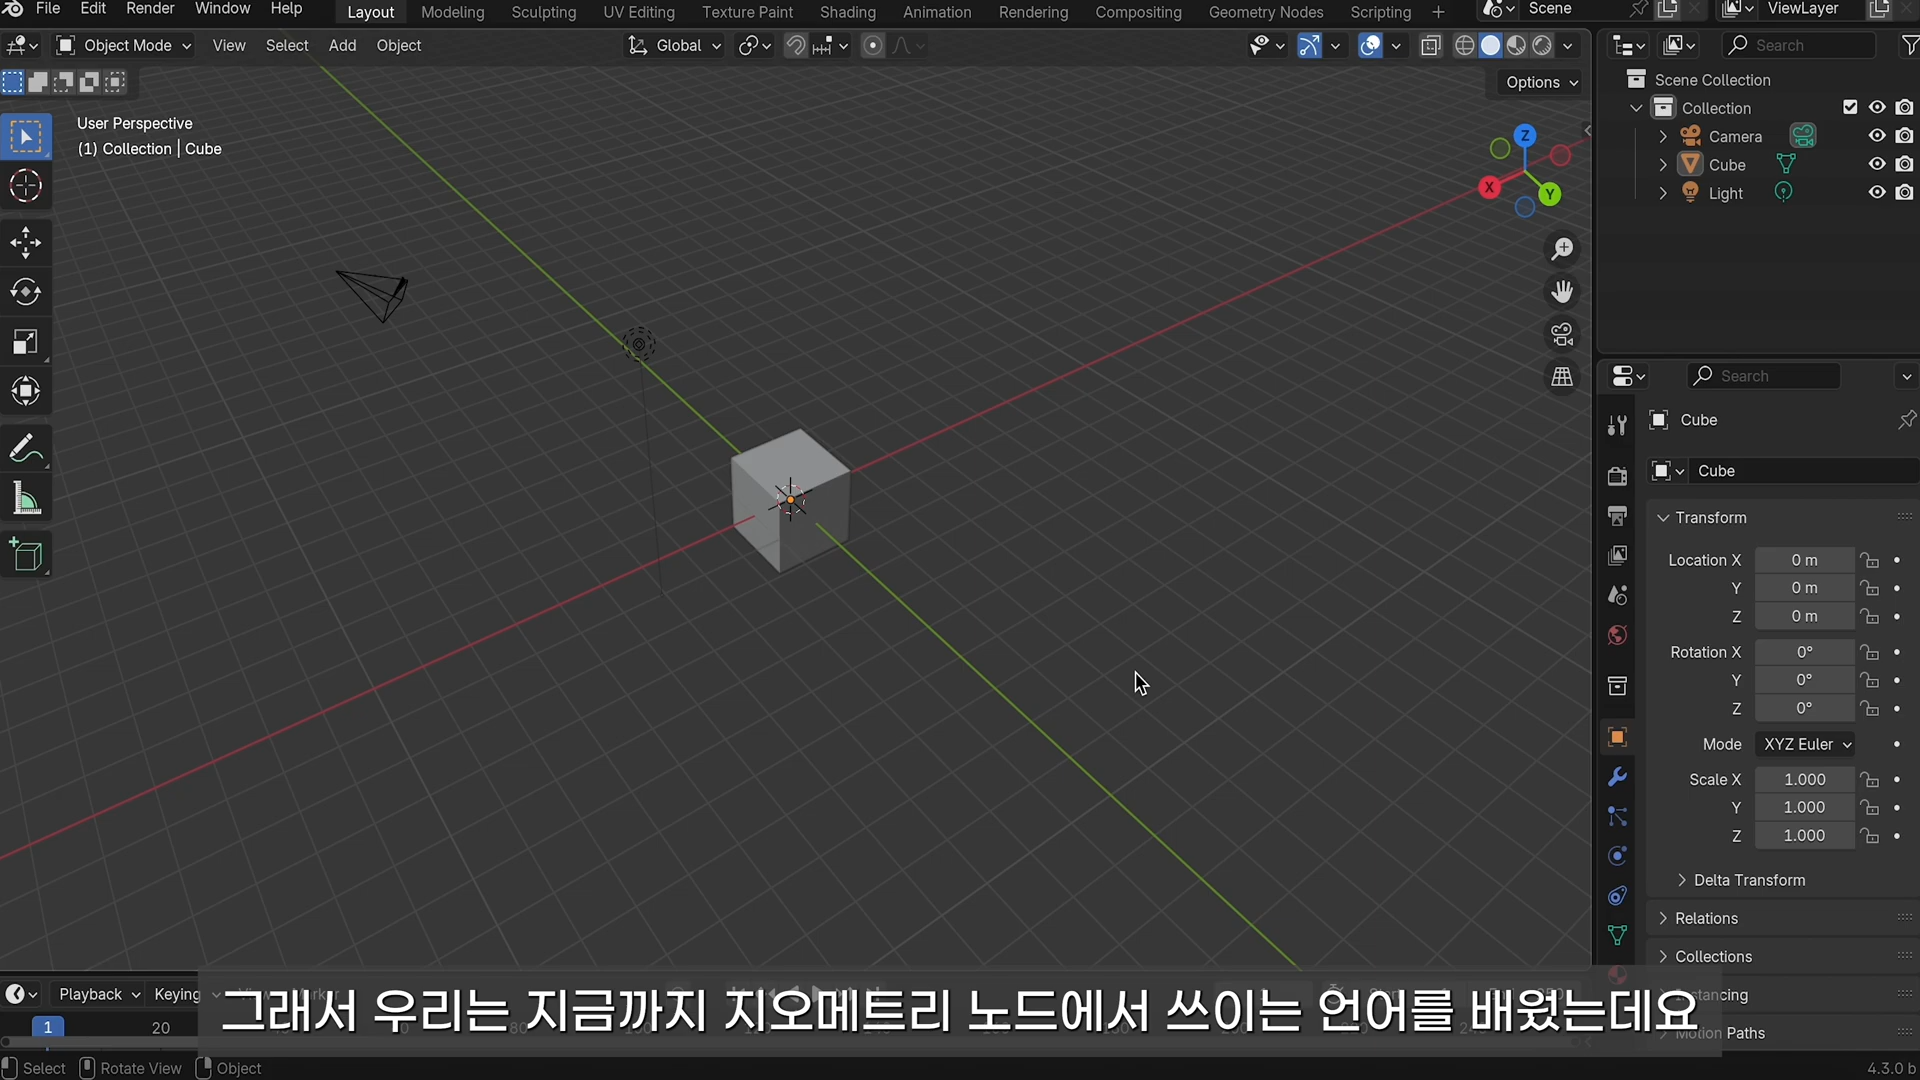 File Edit Render Window Help Layout Modeling Sculpting UV Editing Texture Paint Shading Animation Rendering Compositing Geometry Nodes Scripting + Scene ViewLayer
Object Mode View Select Add Object Global Search
Options
User Perspective
(1) Collection | Cube
Z
X
Y
Scene Collection
Collection
Camera
Cube
Light
Search
Cube
Cube
Transform
Location X 0 m
Y 0 m
Z 0 m
Rotation X 0°
Y 0°
Z 0°
Mode XYZ Euler
Scale X 1.000
Y 1.000
Z 1.000
Delta Transform
Relations
Collections
Instancing
Motion Paths
Playback Keying
1 20
그래서 우리는 지금까지 지오메트리 노드에서 쓰이는 언어를 배웠는데요
Select Rotate View Object 4.3.0 b